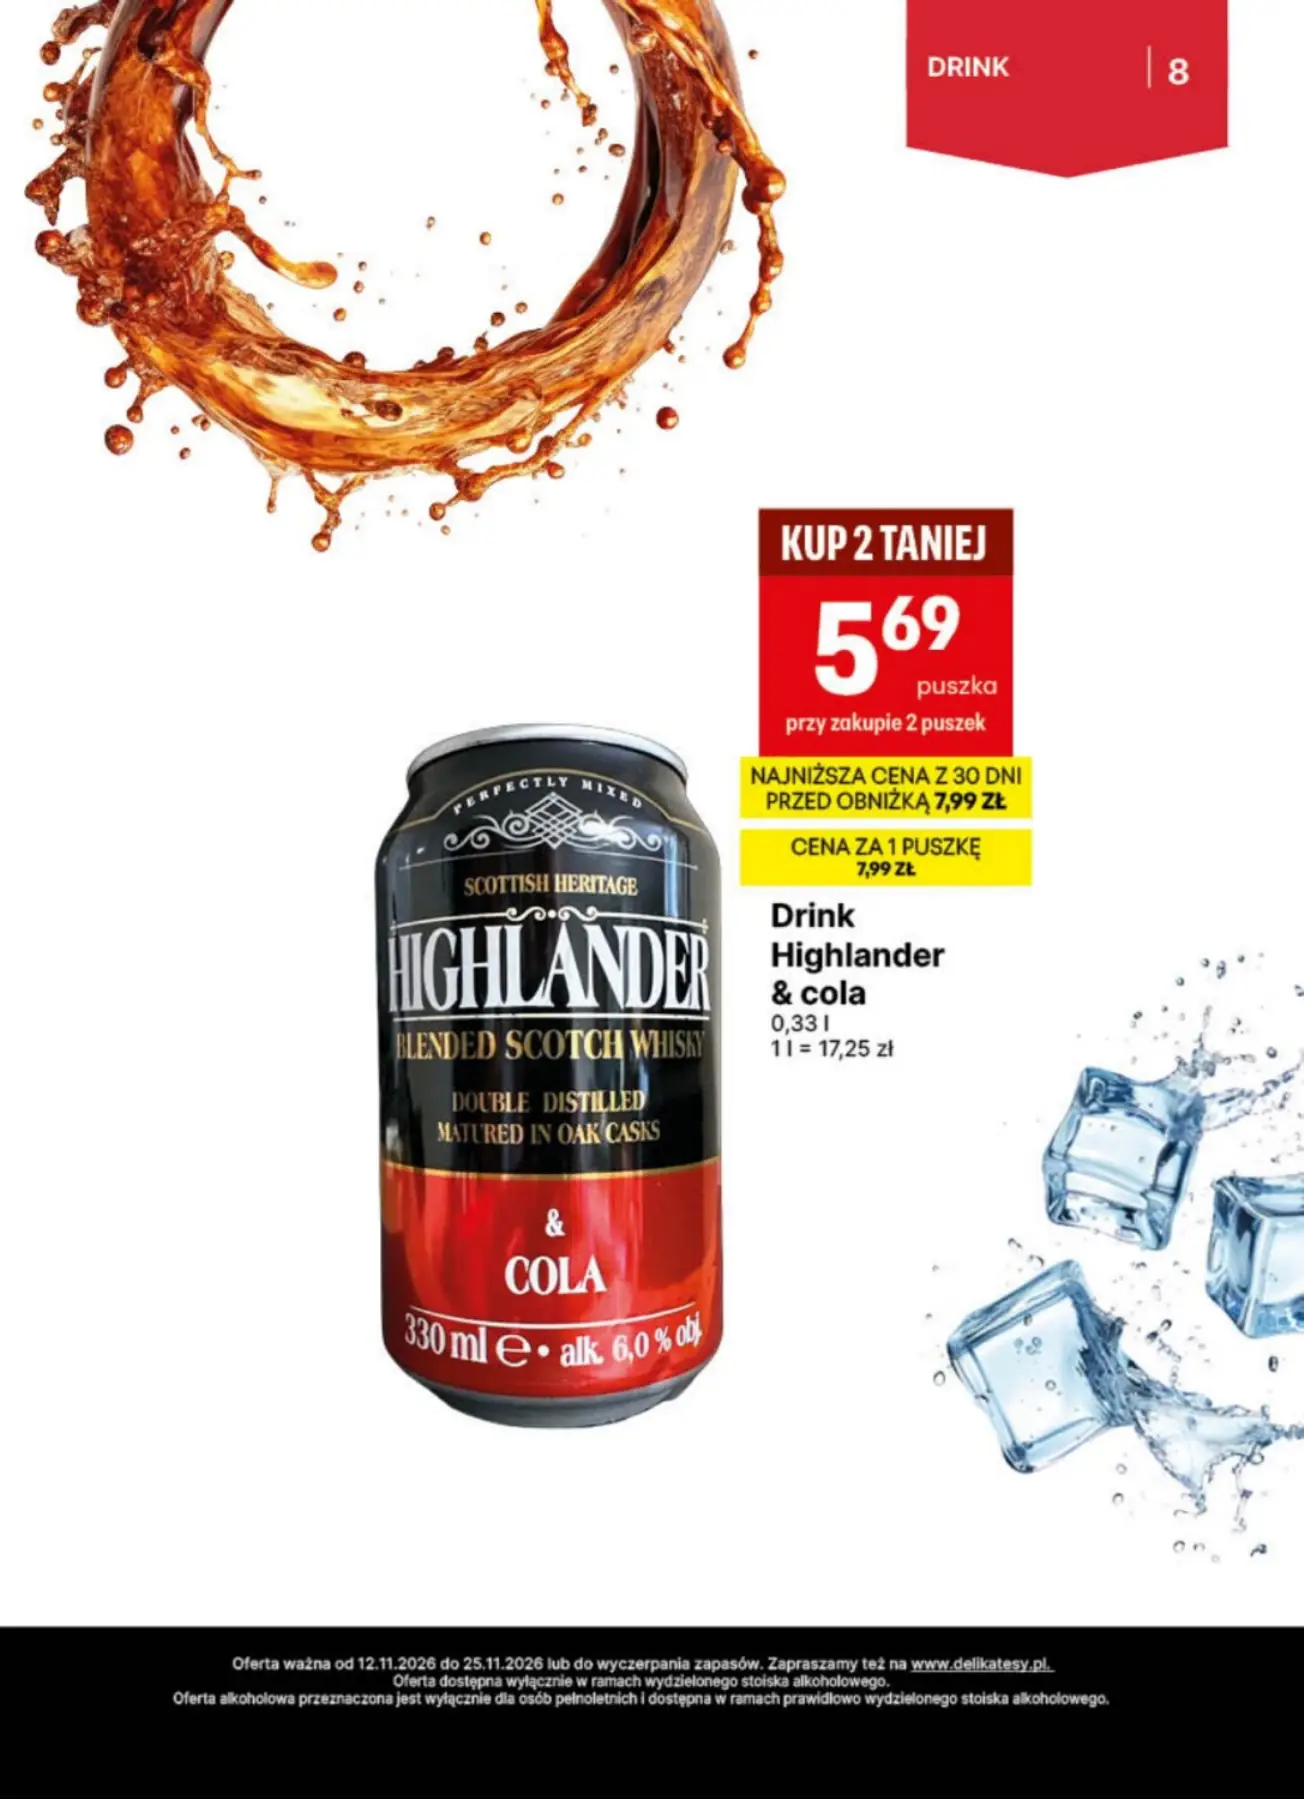 DRINK
8
KUP 2 TANIEJ
5 69
puszka
przy zakupie 2 puszek
NAJNIŻSZA CENA Z 30 DNI
PRZED OBNIŻKĄ 7,99 ZŁ
CENA ZA 1 PUSZKĘ
7,99 ZŁ
Drink
Highlander
& cola
0,33 l
1 l = 17,25 zł
PERFECTLY MIXED
SCOTTISH HERITAGE
HIGHLANDER
BLENDED SCOTCH WHISKY
DOUBLE DISTILLED
MATURED IN OAK CASKS
&
COLA
330 ml e • alk. 6,0 % obj.
Oferta ważna od 12.11.2026 do 25.11.2026 lub do wyczerpania zapasów. Zapraszamy też na www.delikatesy.pl.
Oferta dostępna wyłącznie w ramach wydzielonego stoiska alkoholowego.
Oferta alkoholowa przeznaczona jest wyłącznie dla osób pełnoletnich i dostępna w ramach prawidłowo wydzielonego stoiska alkoholowego.